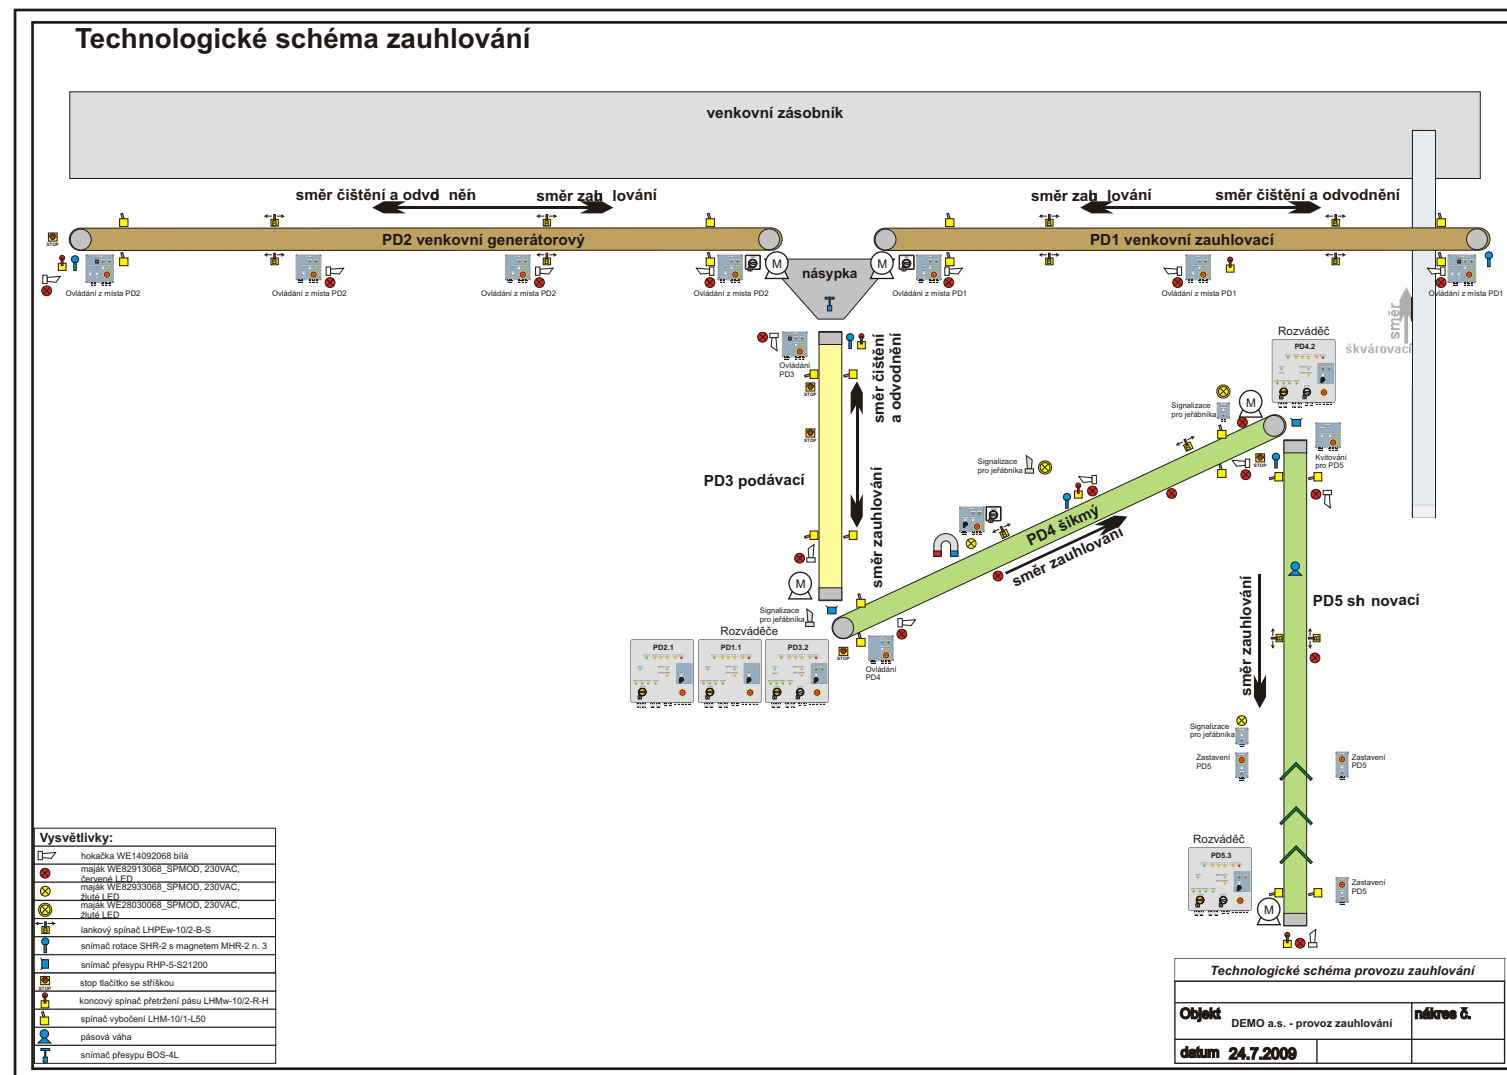 Technologické schéma zauhlování
venkovní zásobník
směr čištění a odvd něn
směr zau lování
směr zau lování
směr čištění a odvodnění
PD2 venkovní generátorový
PD1 venkovní zauhlovací
STOP
M
M
násypka
Ovládání z místa PD2
Ovládání z místa PD2
Ovládání z místa PD2
Ovládání z místa PD2
Ovládání z místa PD1
Ovládání z místa PD1
Ovládání z místa PD1
směr
škvárovací
Rozváděč
PD4.2
Ovládání
PD3
směr čištění
a odvodnění
STOP
STOP
Signalizace
pro jeřábníka
M
Kvitování
pro PD5
Signalizace
pro jeřábníka
STOP
PD3 podávací
PD4 šikmý
směr zauhlování
směr zauhlování
M
Signalizace
pro jeřábníka
směr zauhlování
PD5 sh novací
Rozváděče
PD2.1
PD1.1
PD3.2
STOP
Ovládání
PD4
Signalizace
pro jeřábníka
Zastavení
PD5
Zastavení
PD5
Rozváděč
PD5.3
Zastavení
PD5
M
Vysvětlivky:
hokačka WE14092068 bílá
maják WE82913068_SPMOD, 230VAC,
červené LED
maják WE82933068_SPMOD, 230VAC,
žluté LED
maják WE28030068_SPMOD, 230VAC,
žluté LED
lankový spínač LHPEw-10/2-B-S
snímač rotace SHR-2 s magnetem MHR-2 n. 3
snímač přesypu RHP-5-S21200
stop tlačítko se stříškou
STOP
koncový spínač přetržení pásu LHMw-10/2-R-H
spínač vybočení LHM-10/1-L50
pásová váha
snímač přesypu BOS-4L
Technologické schéma provozu zauhlování
Objekt
DEMO a.s. - provoz zauhlování
nákres č.
datum 24.7.2009